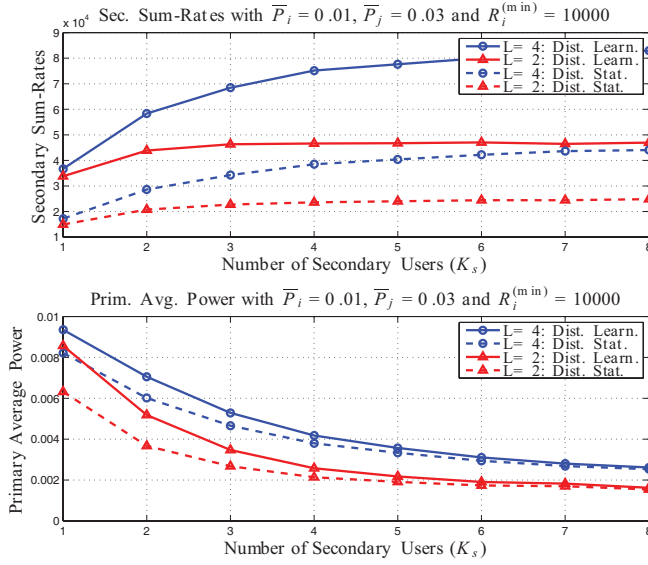 Sec. Sum-Rates with P̅i = 0.01, P̅j = 0.03 and Ri(min) = 10000
x 10^4
9
8
7
6
5
4
3
2
1
Secondary Sum-Rates
L= 4: Dist. Learn.
L= 2: Dist. Learn.
L= 4: Dist. Stat.
L= 2: Dist. Stat.
1 2 3 4 5 6 7 8
Number of Secondary Users (Ks)
Prim. Avg. Power with P̅i = 0.01, P̅j = 0.03 and Ri(min) = 10000
0.01
0.008
0.006
0.004
0.002
0
Primary Average Power
L= 4: Dist. Learn.
L= 4: Dist. Stat.
L= 2: Dist. Learn.
L= 2: Dist. Stat.
1 2 3 4 5 6 7 8
Number of Secondary Users (Ks)